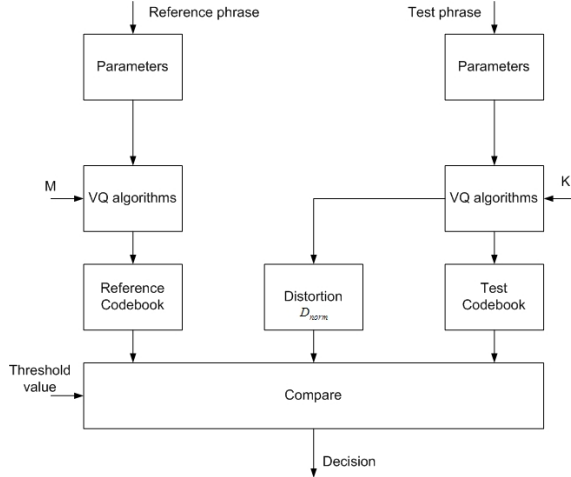 Reference phrase
Test phrase
Parameters
Parameters
M
VQ algorithms
VQ algorithms
K
Reference
Codebook
Distortion
D_norm
Test
Codebook
Threshold
value
Compare
Decision